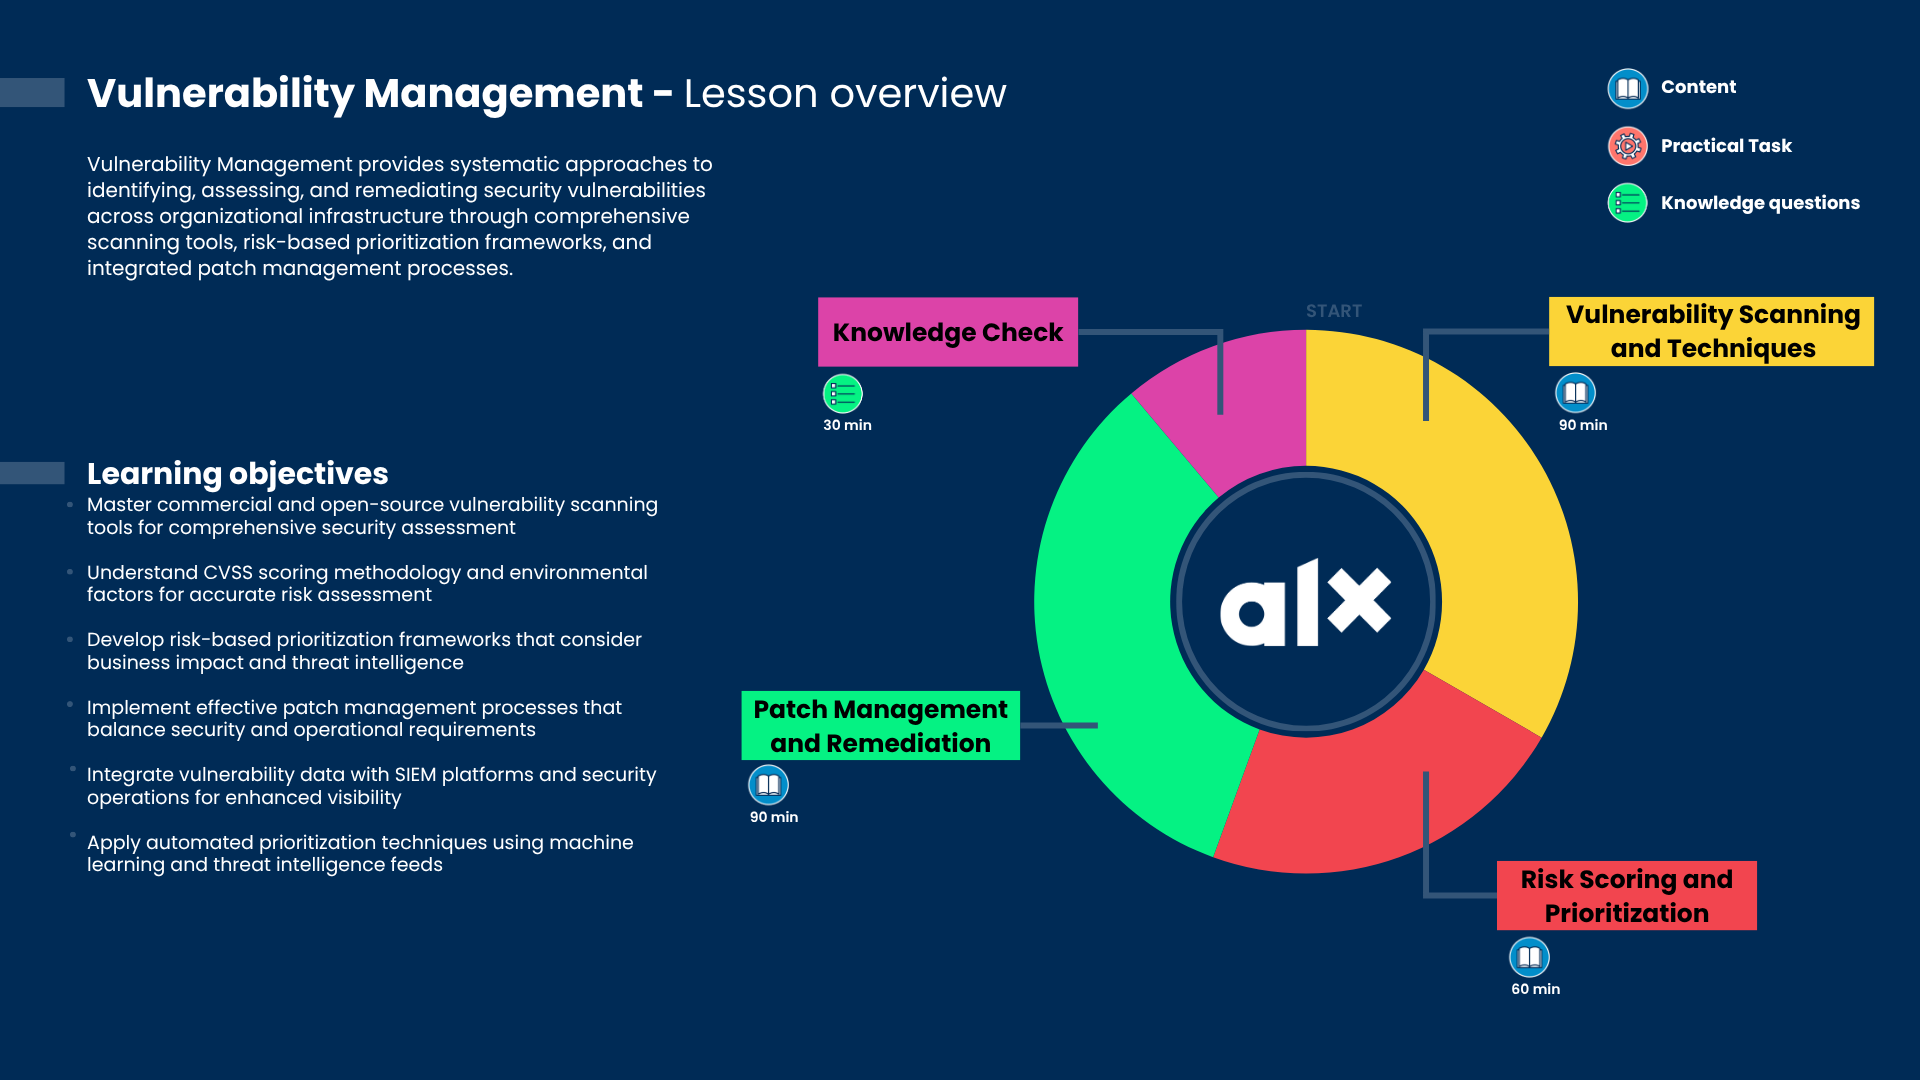 Vulnerability Management - Lesson overview
Vulnerability Management provides systematic approaches to
identifying, assessing, and remediating security vulnerabilities
across organizational infrastructure through comprehensive
scanning tools, risk-based prioritization frameworks, and
integrated patch management processes.
Learning objectives
Master commercial and open-source vulnerability scanning
tools for comprehensive security assessment
Understand CVSS scoring methodology and environmental
factors for accurate risk assessment
Develop risk-based prioritization frameworks that consider
business impact and threat intelligence
Implement effective patch management processes that
balance security and operational requirements
Integrate vulnerability data with SIEM platforms and security
operations for enhanced visibility
Apply automated prioritization techniques using machine
learning and threat intelligence feeds
Content
Practical Task
Knowledge questions
START
Vulnerability Scanning
and Techniques
90 min
Risk Scoring and
Prioritization
60 min
Patch Management
and Remediation
90 min
Knowledge Check
30 min
alx